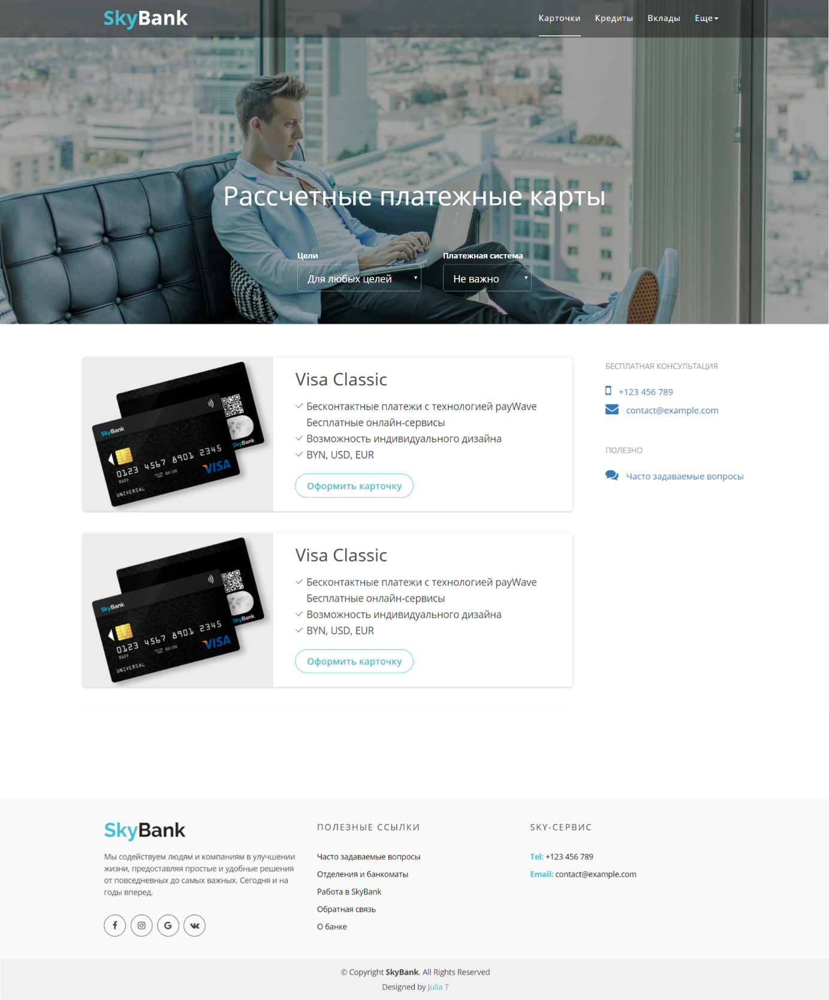 SkyBank
Карточки Кредиты Вклады Еще
Рассчетные платежные карты
Цели
Платежная система
Для любых целей
Не важно
Visa Classic
Бесконтактные платежи с технологией payWave
Бесплатные онлайн-сервисы
Возможность индивидуального дизайна
BYN, USD, EUR
Оформить карточку
SkyBank
SkyBank
0123 4567 8901 2345
0123
02/20
VISA
UNIVERSAL
БЕСПЛАТНАЯ КОНСУЛЬТАЦИЯ
+123 456 789
contact@example.com
ПОЛЕЗНО
Часто задаваемые вопросы
Visa Classic
Бесконтактные платежи с технологией payWave
Бесплатные онлайн-сервисы
Возможность индивидуального дизайна
BYN, USD, EUR
Оформить карточку
SkyBank
SkyBank
0123 4567 8901 2345
0123
02/20
VISA
UNIVERSAL
SkyBank
Мы содействуем людям и компаниям в улучшении
жизни, предоставляя простые и удобные решения
от повседневных до самых важных. Сегодня и на
годы вперед.
ПОЛЕЗНЫЕ ССЫЛКИ
Часто задаваемые вопросы
Отделения и банкоматы
Работа в SkyBank
Обратная связь
О банке
SKY-СЕРВИС
Tel: +123 456 789
Email: contact@example.com
© Copyright SkyBank. All Rights Reserved
Designed by Julia T